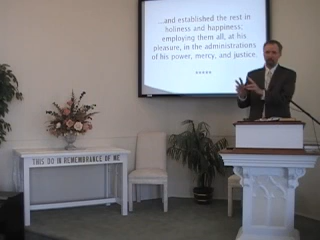 ...and established the rest in
holiness and happiness;
employing them all, at his
pleasure, in the administrations
of his power, mercy, and justice.
*****
THIS DO IN REMEMBRANCE OF ME